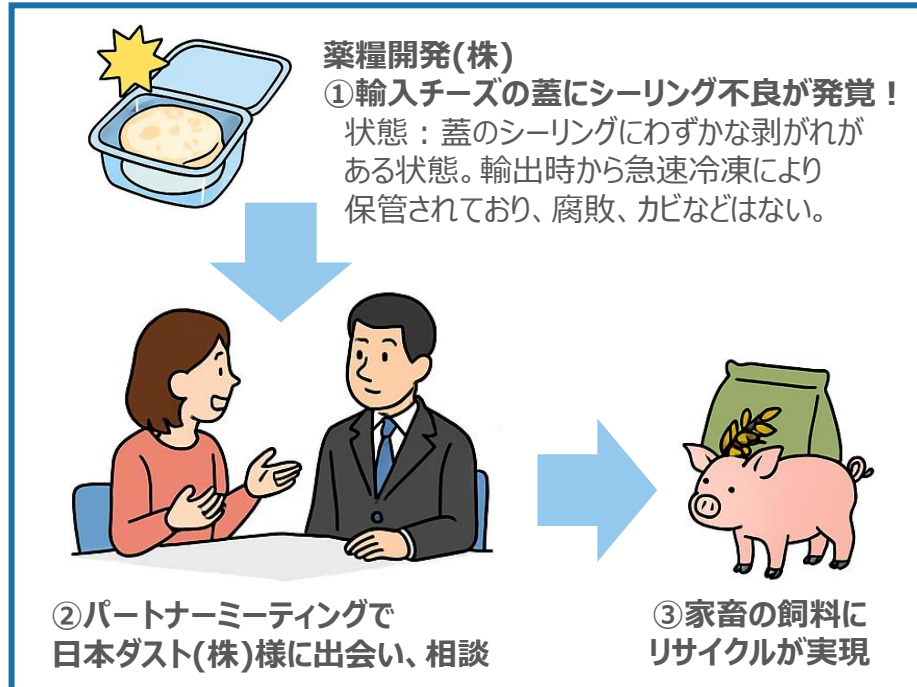 薬糧開発(株)
①輸入チーズの蓋にシーリング不良が発覚！
状態：蓋のシーリングにわずかな剥がれが
ある状態。輸出時から急速冷凍により
保管されており、腐敗、カビなどはない。
②パートナーミーティングで
日本ダスト(株)様に出会い、相談
③家畜の飼料に
リサイクルが実現